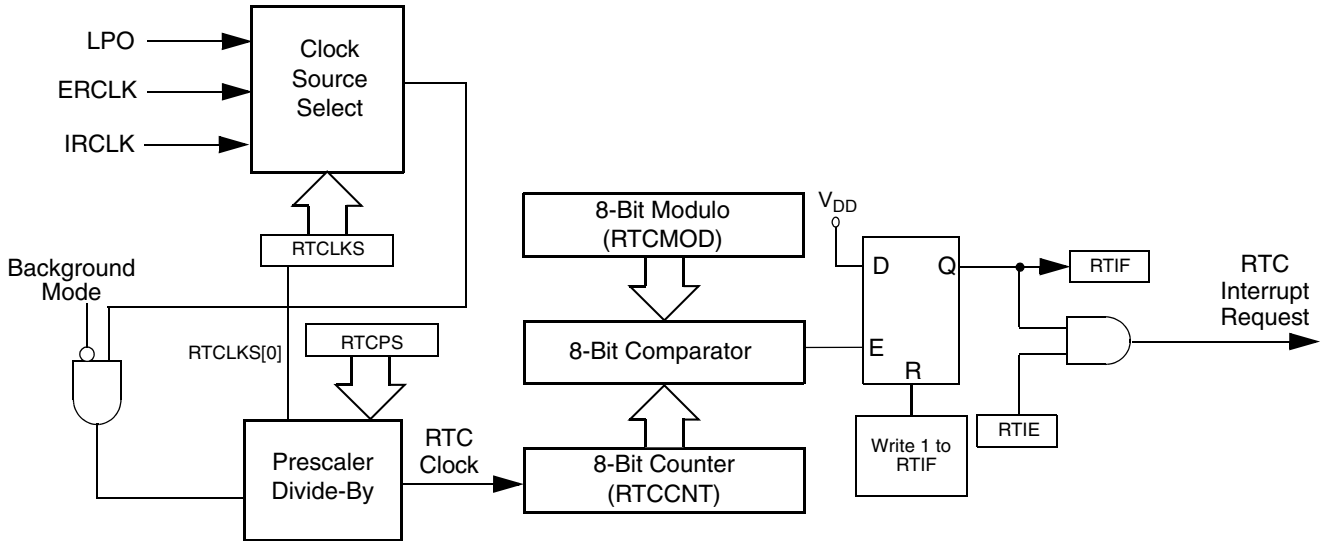 LPO
ERCLK
IRCLK
Clock
Source
Select
RTCLKS
Background
Mode
RTCLKS[0]
RTCPS
Prescaler
Divide-By
RTC
Clock
8-Bit Modulo
(RTCMOD)
8-Bit Comparator
8-Bit Counter
(RTCCNT)
VDD
D
Q
E
R
Write 1 to
RTIF
RTIF
RTIE
RTC
Interrupt
Request